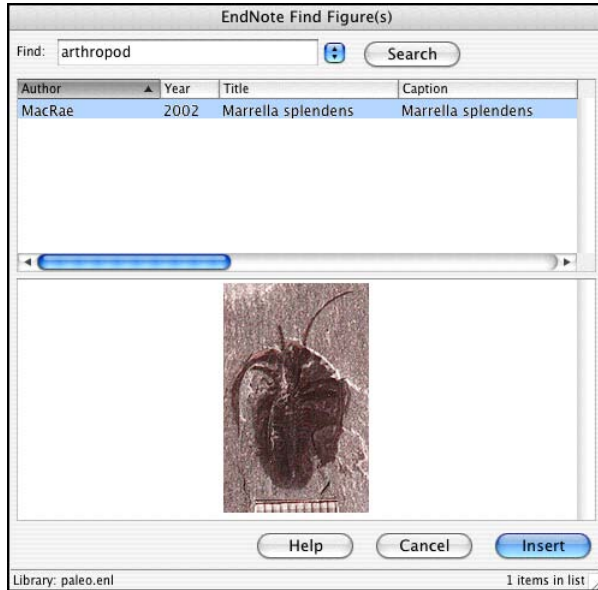 EndNote Find Figure(s)
Find: arthropod Search
Author Year Title Caption
MacRae 2002 Marrella splendens Marrella splendens
Help Cancel Insert
Library: paleo.enl 1 items in list